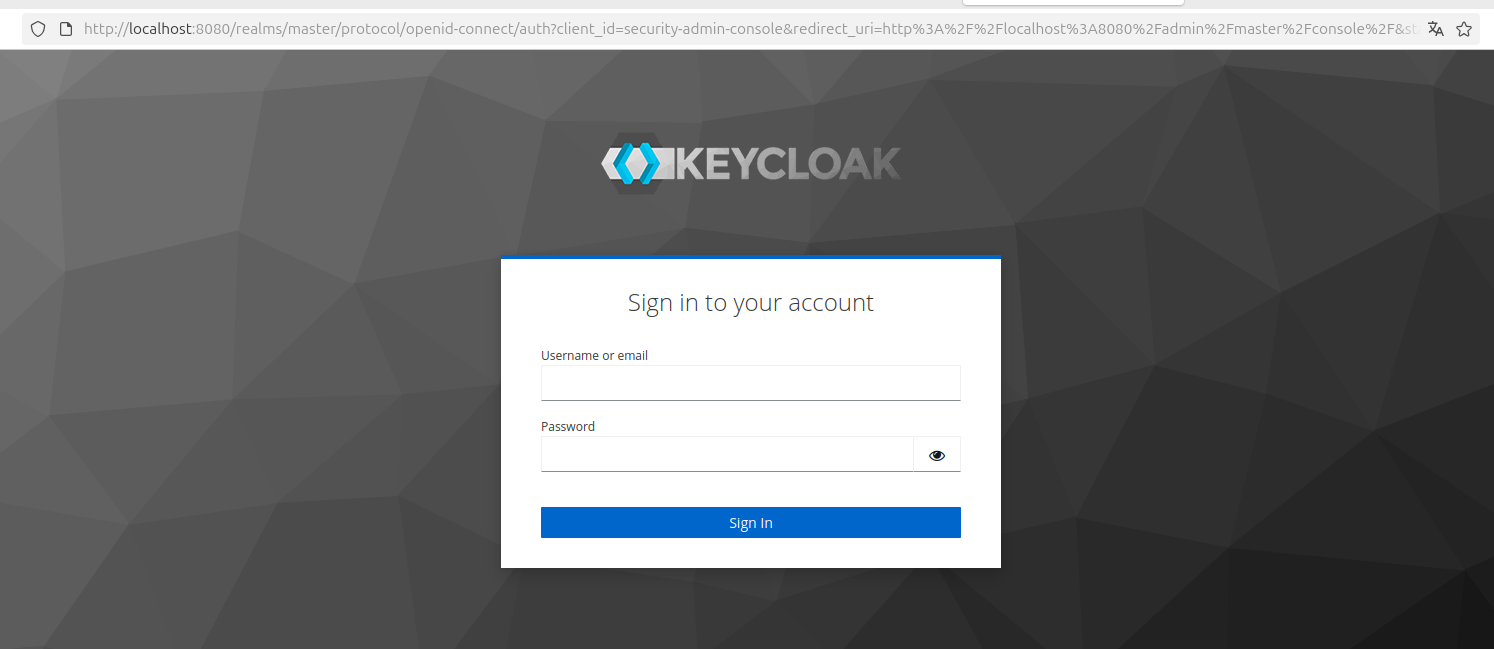 http://localhost:8080/realms/master/protocol/openid-connect/auth?client_id=security-admin-console&redirect_uri=http%3A%2F%2Flocalhost%3A8080%2Fadmin%2Fmaster%2Fconsole%2F&st
KEYCLOAK
Sign in to your account
Username or email
Password
Sign In